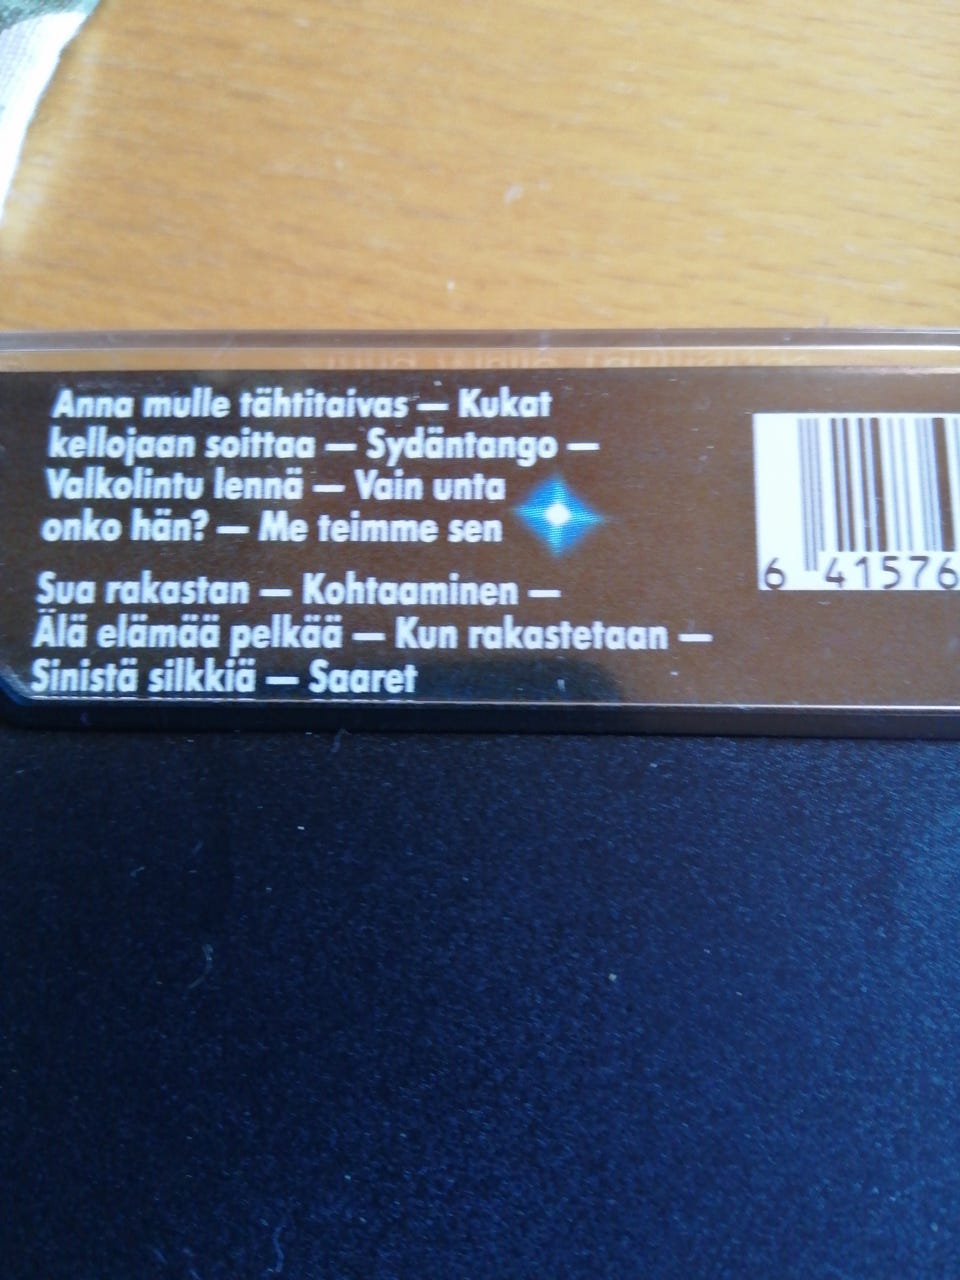 Anna mulle tähtitaivas — Kukat
kellojaan soittaa — Sydäntango —
Valkolintu lennä — Vain unta
onko hän? — Me teimme sen
Sua rakastan — Kohtaaminen —
Älä elämää pelkää — Kun rakastetaan —
Sinistä silkkiä — Saaret
6 41576